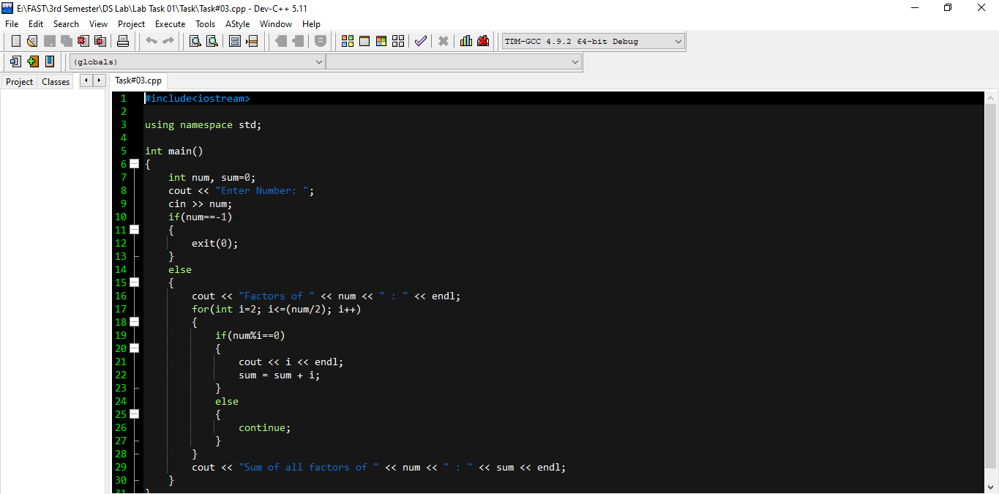 E:\FAST\3rd Semester\DS Lab\Lab Task 01\Task\Task#03.cpp - Dev-C++ 5.11
File Edit Search View Project Execute Tools AStyle Window Help
TDM-GCC 4.9.2 64-bit Debug
(globals)
Project Classes Task#03.cpp
1 #include<iostream>
2
3 using namespace std;
4
5 int main()
6 {
7 int num, sum=0;
8 cout << "Enter Number: ";
9 cin >> num;
10 if(num==-1)
11 {
12 exit(0);
13 }
14 else
15 {
16 cout << "Factors of " << num << " : " << endl;
17 for(int i=2; i<=(num/2); i++)
18 {
19 if(num%i==0)
20 {
21 cout << i << endl;
22 sum = sum + i;
23 }
24 else
25 {
26 continue;
27 }
28 }
29 cout << "Sum of all factors of " << num << " : " << sum << endl;
30 }
31 }